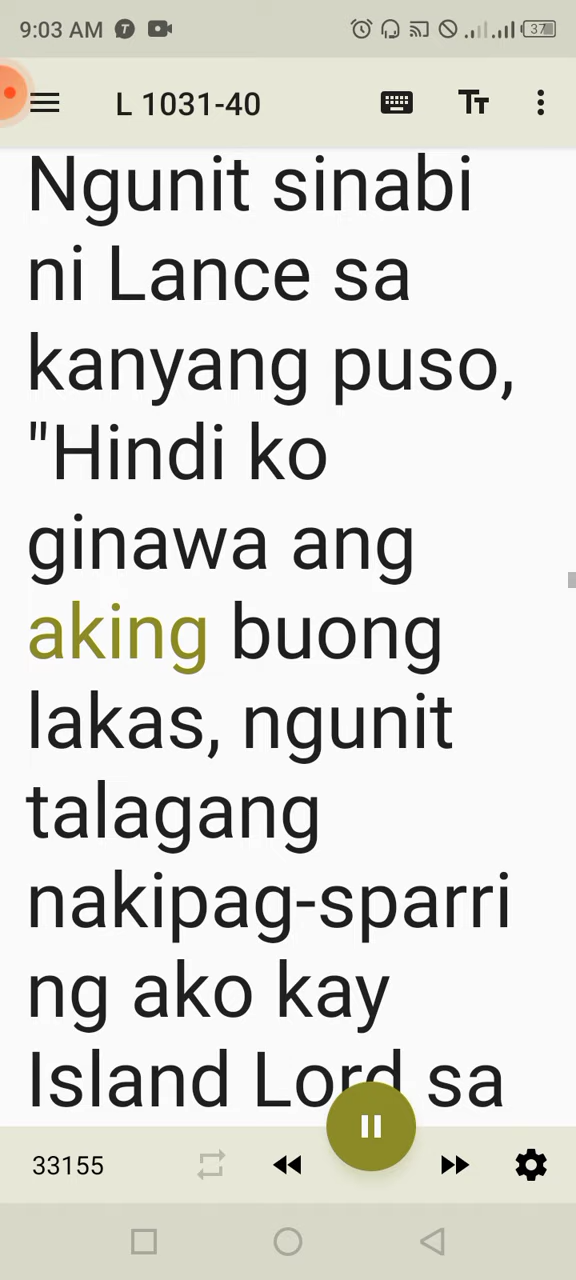 9:03 AM
37
L 1031-40
Ngunit sinabi
ni Lance sa
kanyang puso,
"Hindi ko
ginawa ang
aking buong
lakas, ngunit
talagang
nakipag-sparri
ng ako kay
Island Lord sa
33155